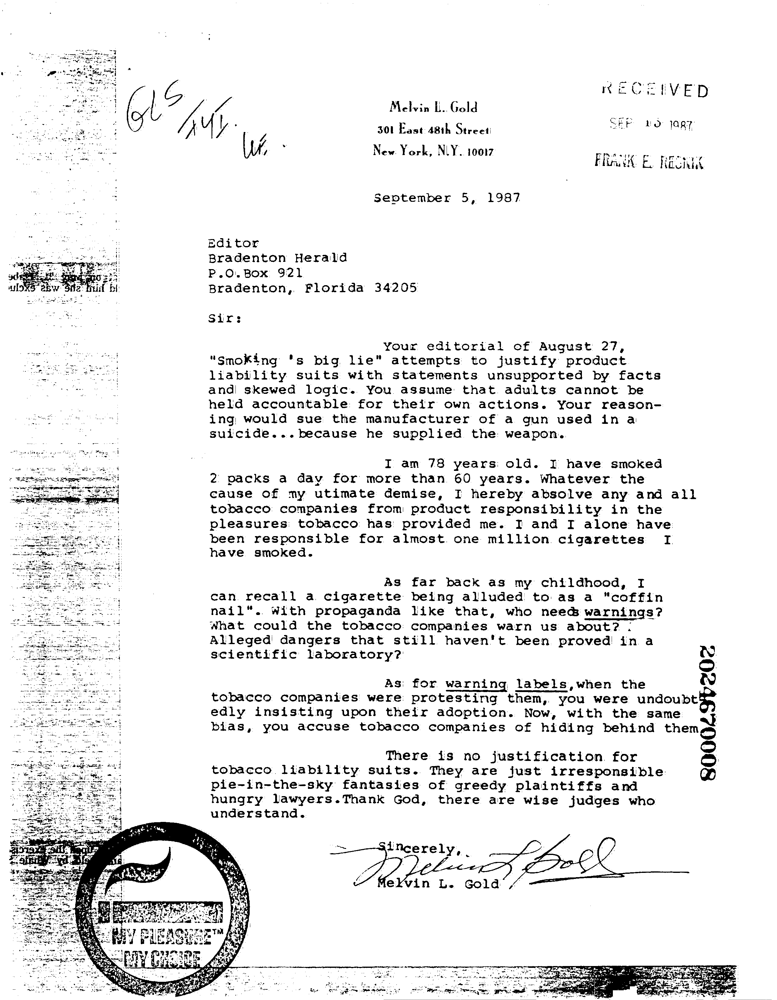 RECEIVED
SEP 1987
FRANK E. RESNIK
GLS
Melvin L. Gold
301 East 48th Street
New York, N.Y. 10017
September 5, 1987
Editor
Bradenton Herald
P.O.Box 921
Bradenton, Florida 34205
Sir:
Your editorial of August 27,
"Smoking 's big lie" attempts to justify product
liability suits with statements unsupported by facts
and skewed logic. You assume that adults cannot be
held accountable for their own actions. Your reason-
ing would sue the manufacturer of a gun used in a
suicide...because he supplied the weapon.
I am 78 years old. I have smoked
2 packs a day for more than 60 years. Whatever the
cause of my utimate demise, I hereby absolve any and all
tobacco companies from product responsibility in the
pleasures tobacco has provided me. I and I alone have
been responsible for almost one million cigarettes I
have smoked.
As far back as my childhood, I
can recall a cigarette being alluded to as a "coffin
nail". With propaganda like that, who needs warnings?
What could the tobacco companies warn us about?
Alleged dangers that still haven't been proved in a
scientific laboratory?
As for warning labels,when the
tobacco companies were protesting them, you were undoubt
edly insisting upon their adoption. Now, with the same
bias, you accuse tobacco companies of hiding behind them
There is no justification for
tobacco liability suits. They are just irresponsible
pie-in-the-sky fantasies of greedy plaintiffs and
hungry lawyers.Thank God, there are wise judges who
understand.
Sincerely,
Melvin L Gold
Melvin L. Gold
2024670008
MY PLEASURE™
MY CHOICE